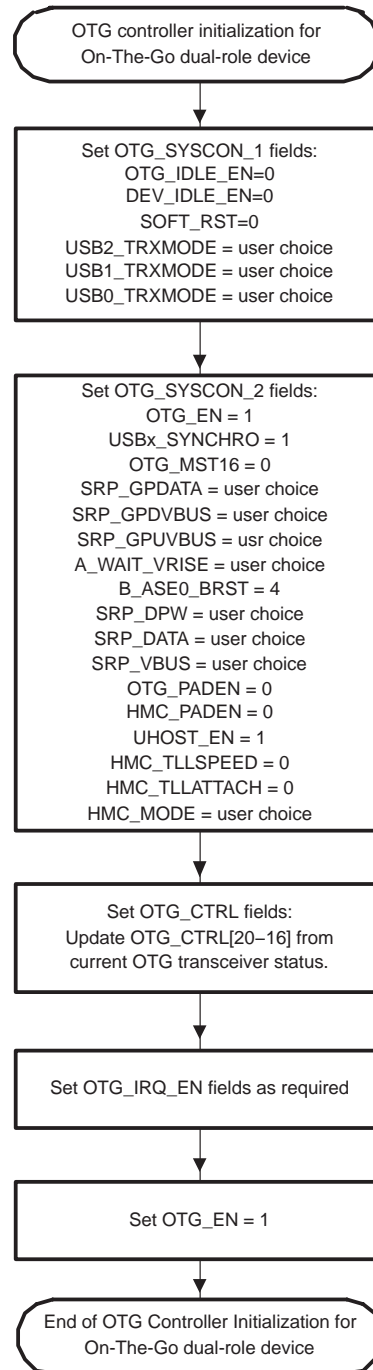 OTG controller initialization for
On-The-Go dual-role device
Set OTG_SYSCON_1 fields:
OTG_IDLE_EN=0
DEV_IDLE_EN=0
SOFT_RST=0
USB2_TRXMODE = user choice
USB1_TRXMODE = user choice
USB0_TRXMODE = user choice
Set OTG_SYSCON_2 fields:
OTG_EN = 1
USBx_SYNCHRO = 1
OTG_MST16 = 0
SRP_GPDATA = user choice
SRP_GPDVBUS = user choice
SRP_GPUVBUS = usr choice
A_WAIT_VRISE = user choice
B_ASE0_BRST = 4
SRP_DPW = user choice
SRP_DATA = user choice
SRP_VBUS = user choice
OTG_PADEN = 0
HMC_PADEN = 0
UHOST_EN = 1
HMC_TLLSPEED = 0
HMC_TLLATTACH = 0
HMC_MODE = user choice
Set OTG_CTRL fields:
Update OTG_CTRL[20–16] from
current OTG transceiver status.
Set OTG_IRQ_EN fields as required
Set OTG_EN = 1
End of OTG Controller Initialization for
On-The-Go dual-role device